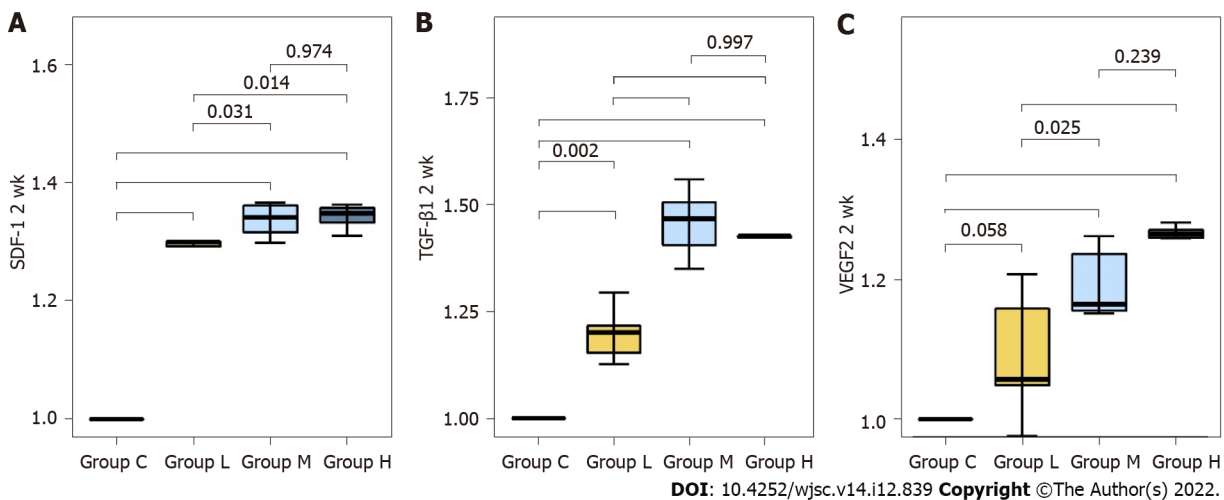 A
SDF-1 2 wk
1.6
1.4
1.2
1.0
0.974
0.014
0.031
Group C Group L Group M Group H
B
TGF-β1 2 wk
1.75
1.50
1.25
1.00
0.997
0.002
Group C Group L Group M Group H
C
VEGF2 2 wk
1.4
1.2
1.0
0.239
0.025
0.058
Group C Group L Group M Group H
DOI: 10.4252/wjsc.v14.i12.839 Copyright ©The Author(s) 2022.